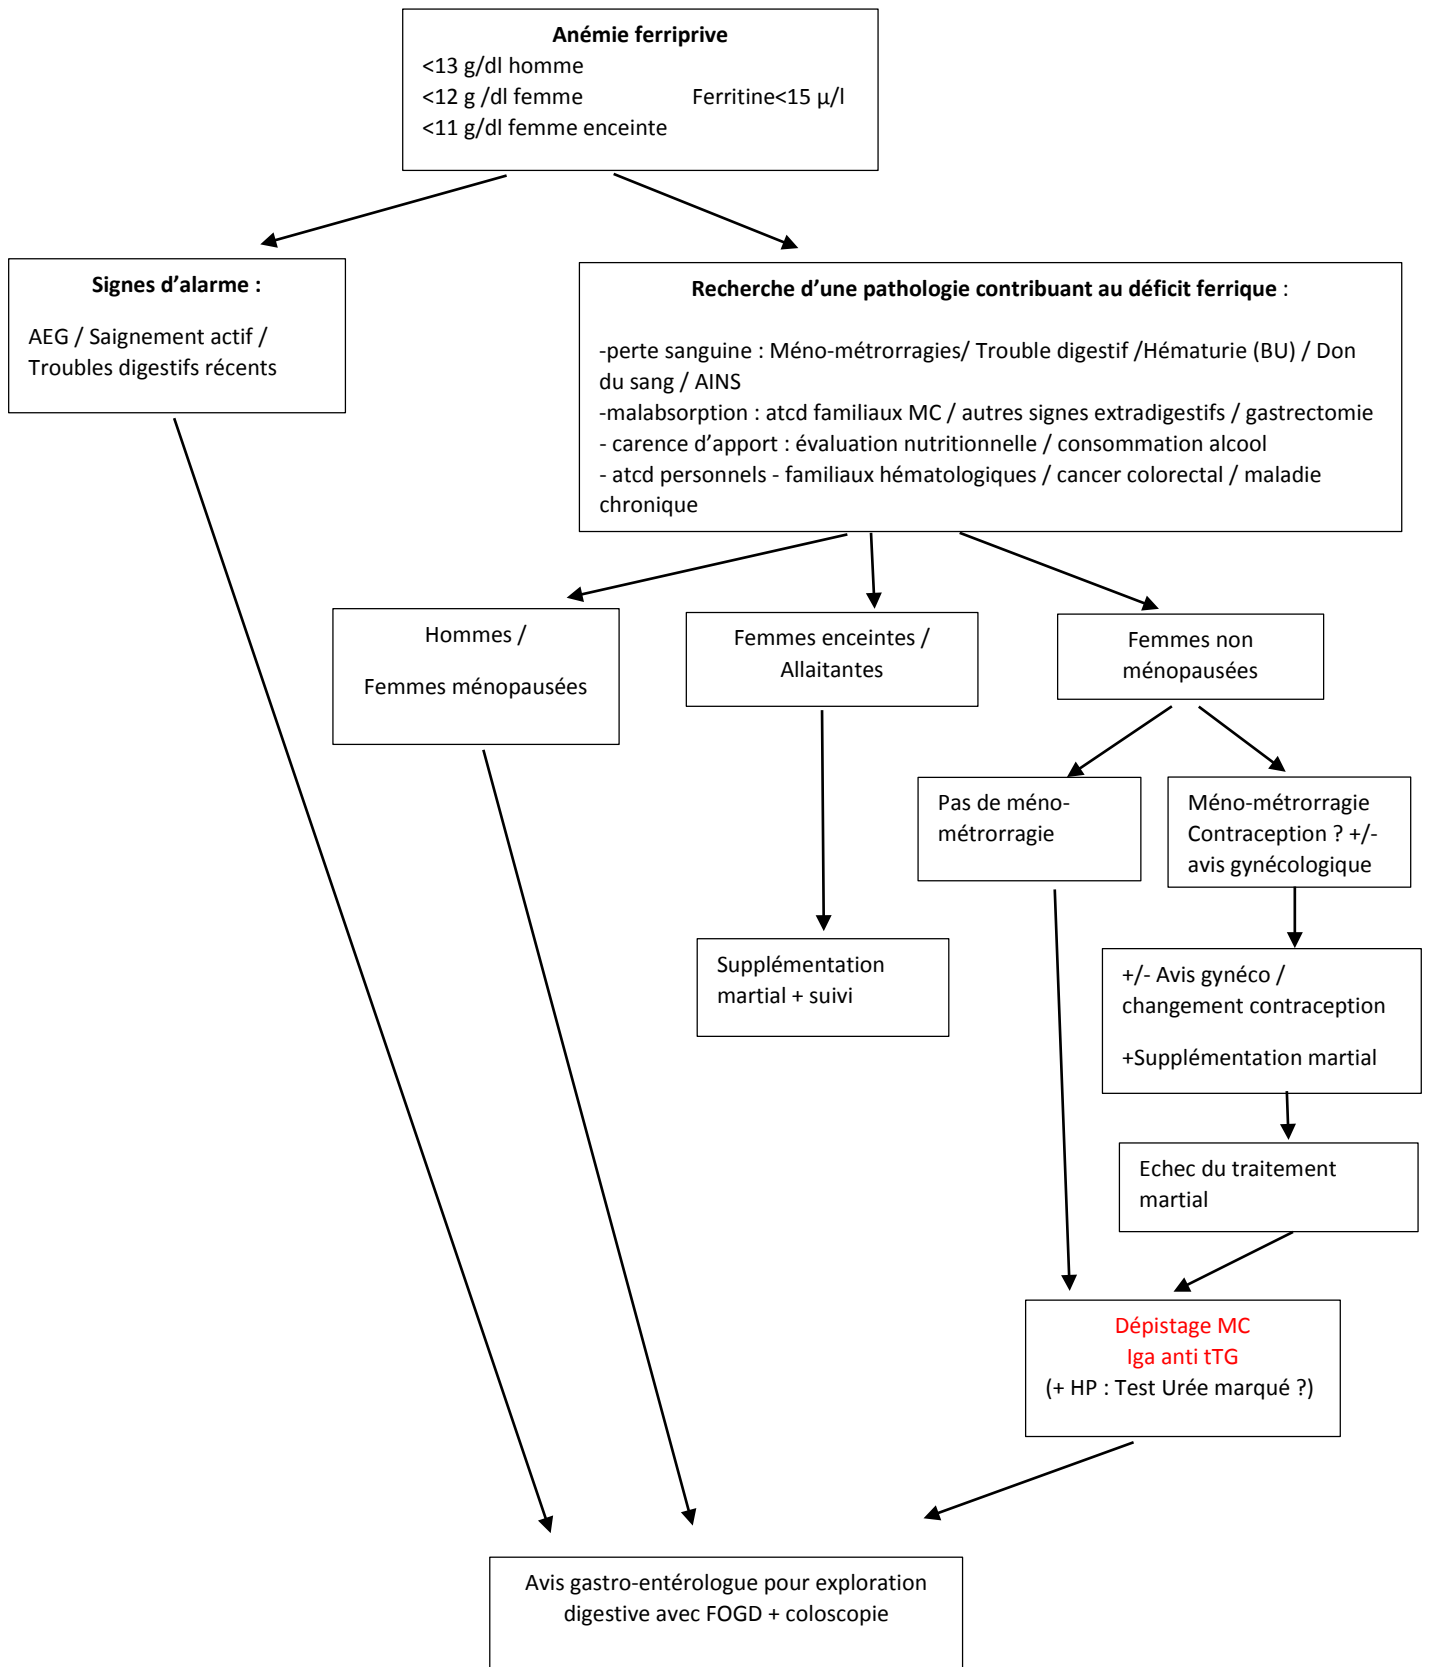 Anémie ferriprive
<13 g/dl homme
<12 g /dl femme Ferritine<15 µ/l
<11 g/dl femme enceinte
Signes d’alarme :
AEG / Saignement actif /
Troubles digestifs récents
Recherche d’une pathologie contribuant au déficit ferrique :
-perte sanguine : Méno-métrorragies/ Trouble digestif /Hématurie (BU) / Don
du sang / AINS
-malabsorption : atcd familiaux MC / autres signes extradigestifs / gastrectomie
- carence d’apport : évaluation nutritionnelle / consommation alcool
- atcd personnels - familiaux hématologiques / cancer colorectal / maladie
chronique
Hommes /
Femmes ménopausées
Femmes enceintes /
Allaitantes
Femmes non
ménopausées
Pas de méno-
métrorragie
Méno-métrorragie
Contraception ? +/-
avis gynécologique
Supplémentation
martial + suivi
+/- Avis gynéco /
changement contraception
+Supplémentation martial
Echec du traitement
martial
Dépistage MC
Iga anti tTG
(+ HP : Test Urée marqué ?)
Avis gastro-entérologue pour exploration
digestive avec FOGD + coloscopie